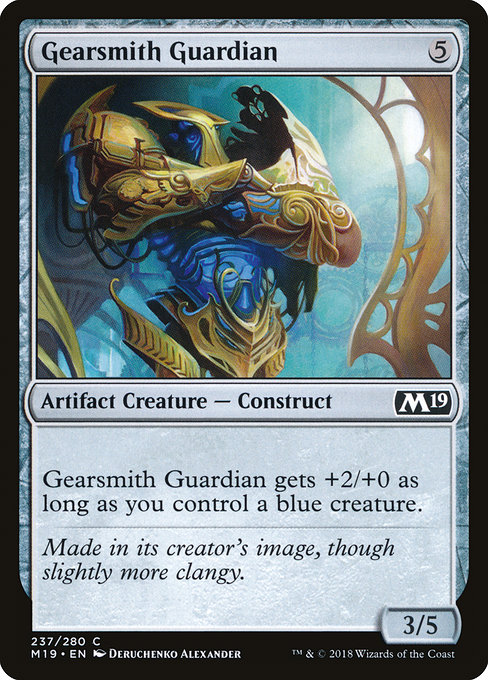 Gearsmith Guardian 5
Artifact Creature — Construct M19
Gearsmith Guardian gets +2/+0 as
long as you control a blue creature.
Made in its creator's image, though
slightly more clangy.
3/5
237/280 C
M19 • EN Deruchenko Alexander ™ & © 2018 Wizards of the Coast